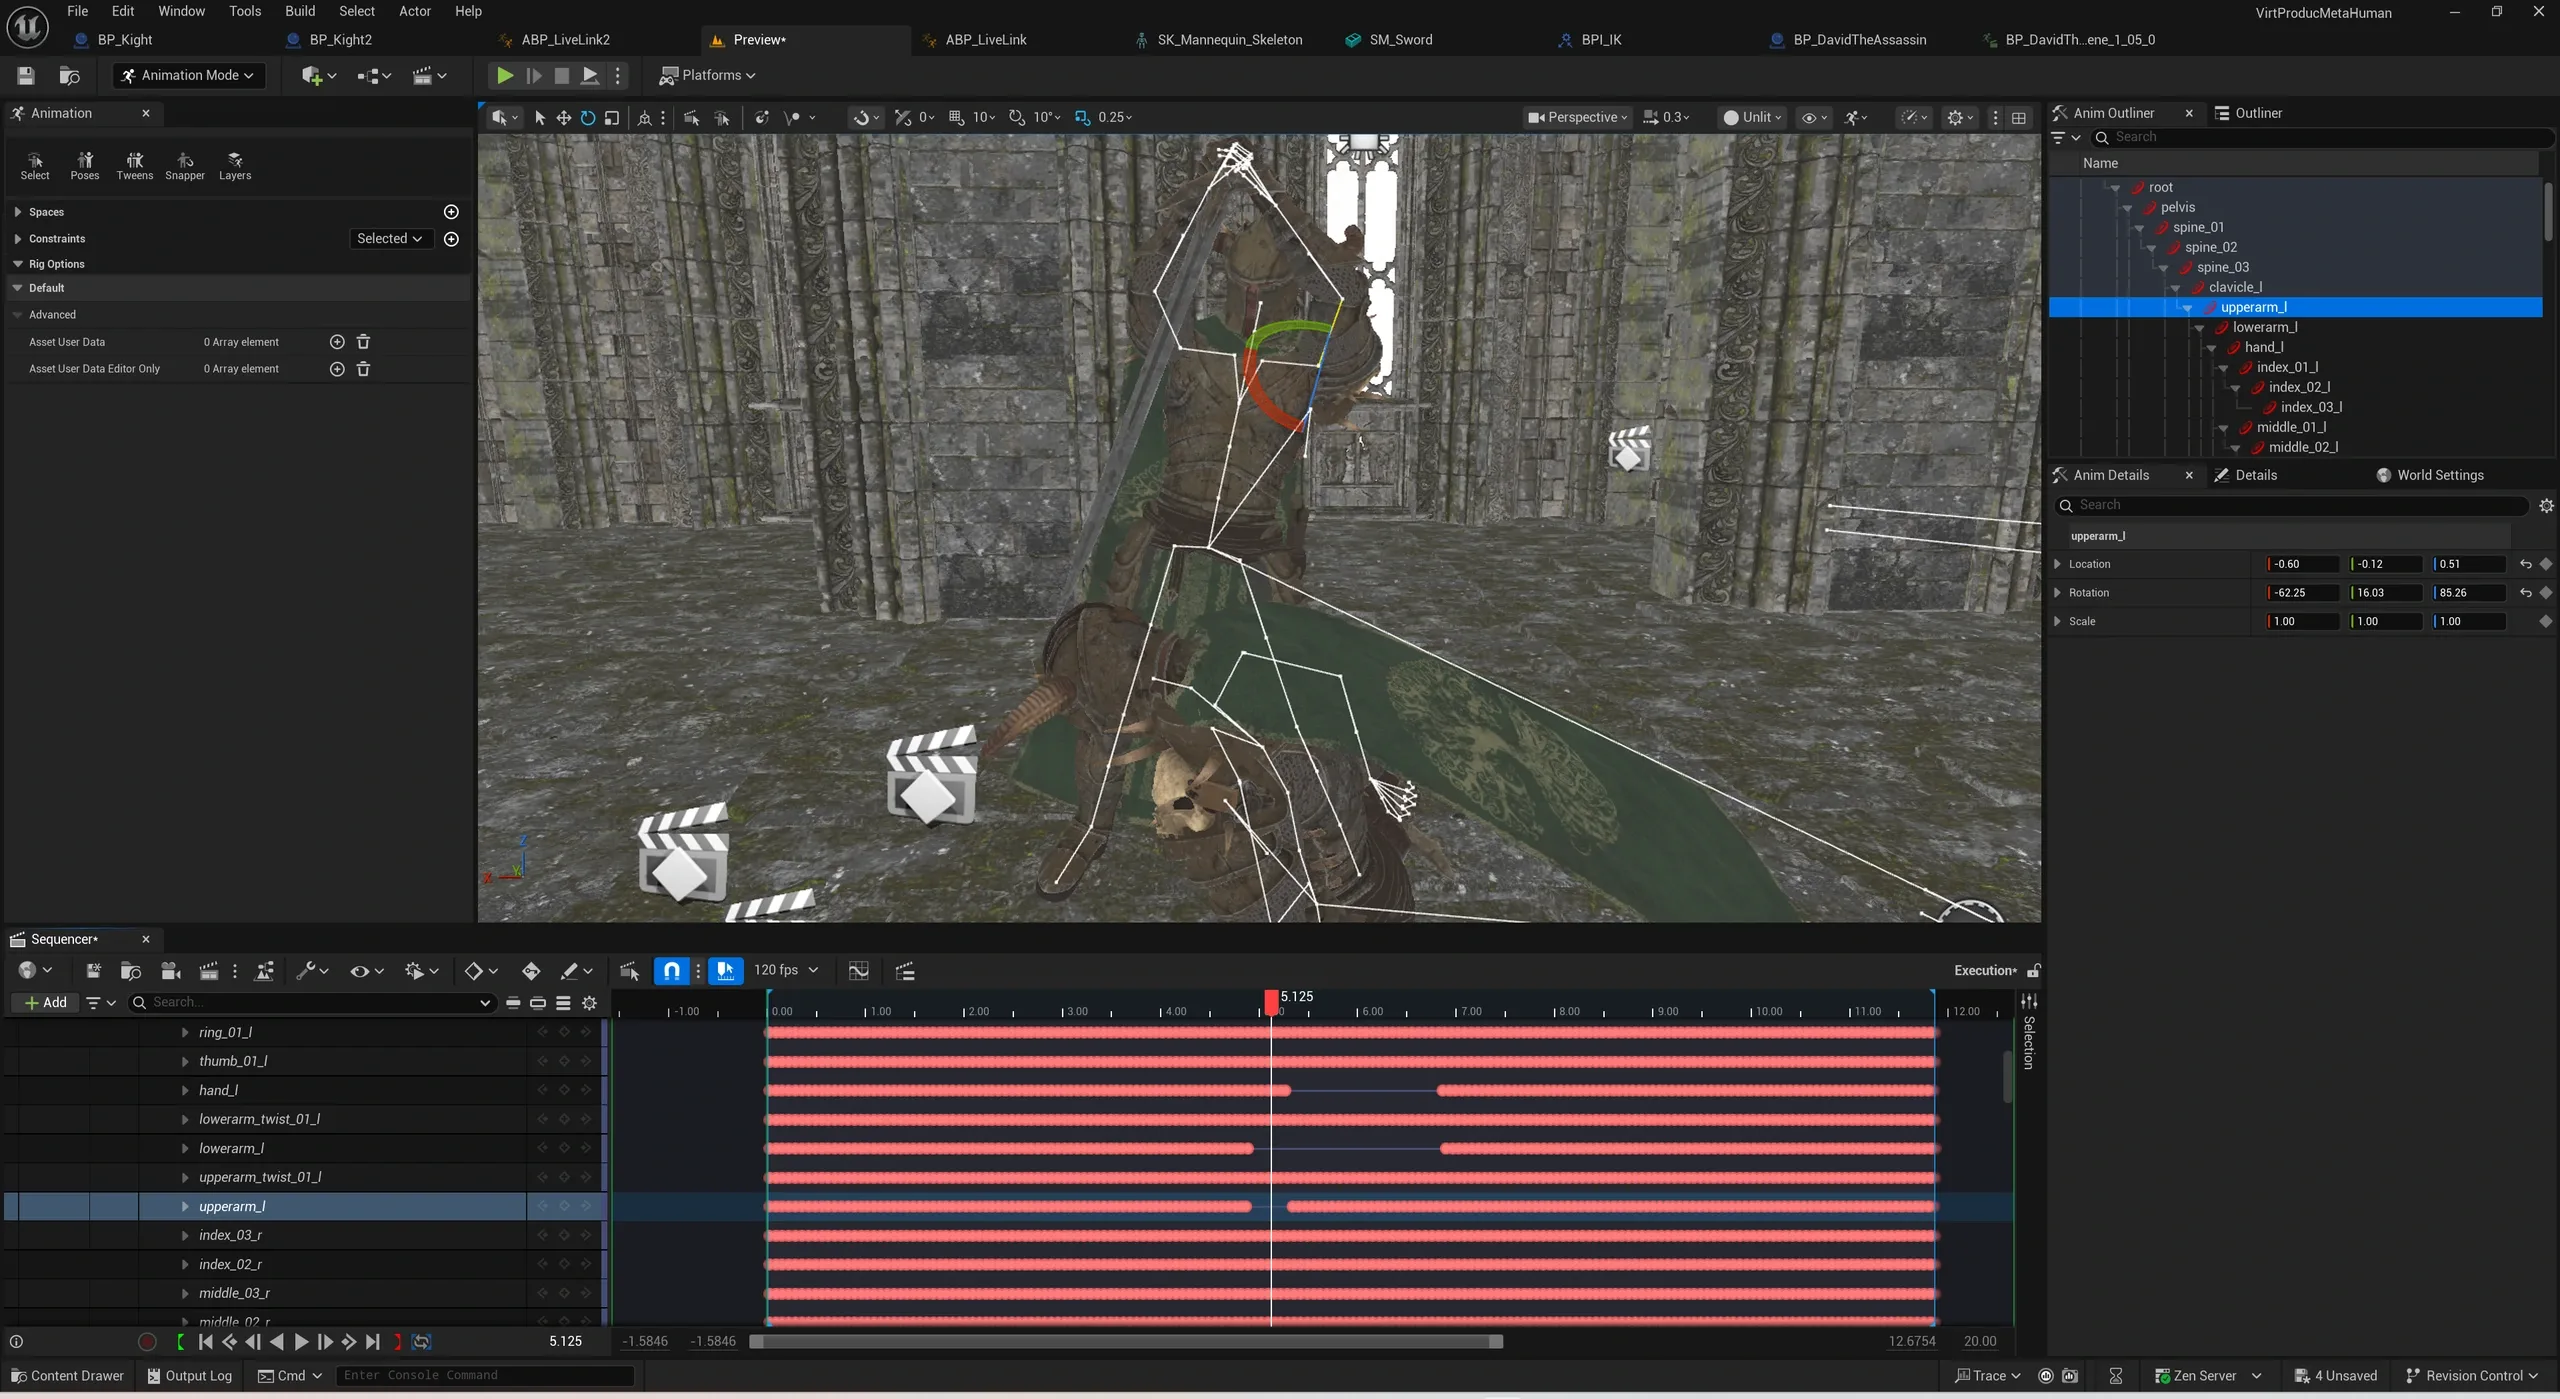 File Edit Window Tools Build Select Actor Help
VirtProducMetaHuman
BP_Kight BP_Kight2 ABP_LiveLink2 Preview* ABP_LiveLink SK_Mannequin_Skeleton SM_Sword BPI_IK BP_DavidTheAssassin BP_DavidTh...ene_1_05_0
Animation Mode Platforms
Animation
Select Poses Tweens Snapper Layers
Spaces
Constraints Selected
Rig Options
Default
Advanced
Asset User Data 0 Array element
Asset User Data Editor Only 0 Array element
0 10 10° 0.25 Perspective 0.3 Unlit
Z
X Y
Anim Outliner Outliner
Search
Name
root
pelvis
spine_01
spine_02
spine_03
clavicle_l
upperarm_l
lowerarm_l
hand_l
index_01_l
index_02_l
index_03_l
middle_01_l
middle_02_l
Anim Details Details World Settings
Search
upperarm_l
Location -0.60 -0.12 0.51
Rotation -62.25 16.03 85.26
Scale 1.00 1.00 1.00
Sequencer*
120 fps Execution*
Add Search...
5.125
-1.00 0.00 1.00 2.00 3.00 4.00 6.00 7.00 8.00 9.00 10.00 11.00 12.00
Selection
ring_01_l
thumb_01_l
hand_l
lowerarm_twist_01_l
lowerarm_l
upperarm_twist_01_l
upperarm_l
index_03_r
index_02_r
middle_03_r
middle_02_r
5.125 -1.5846 -1.5846 12.6754 20.00
Content Drawer Output Log Cmd Enter Console Command Trace Zen Server 4 Unsaved Revision Control